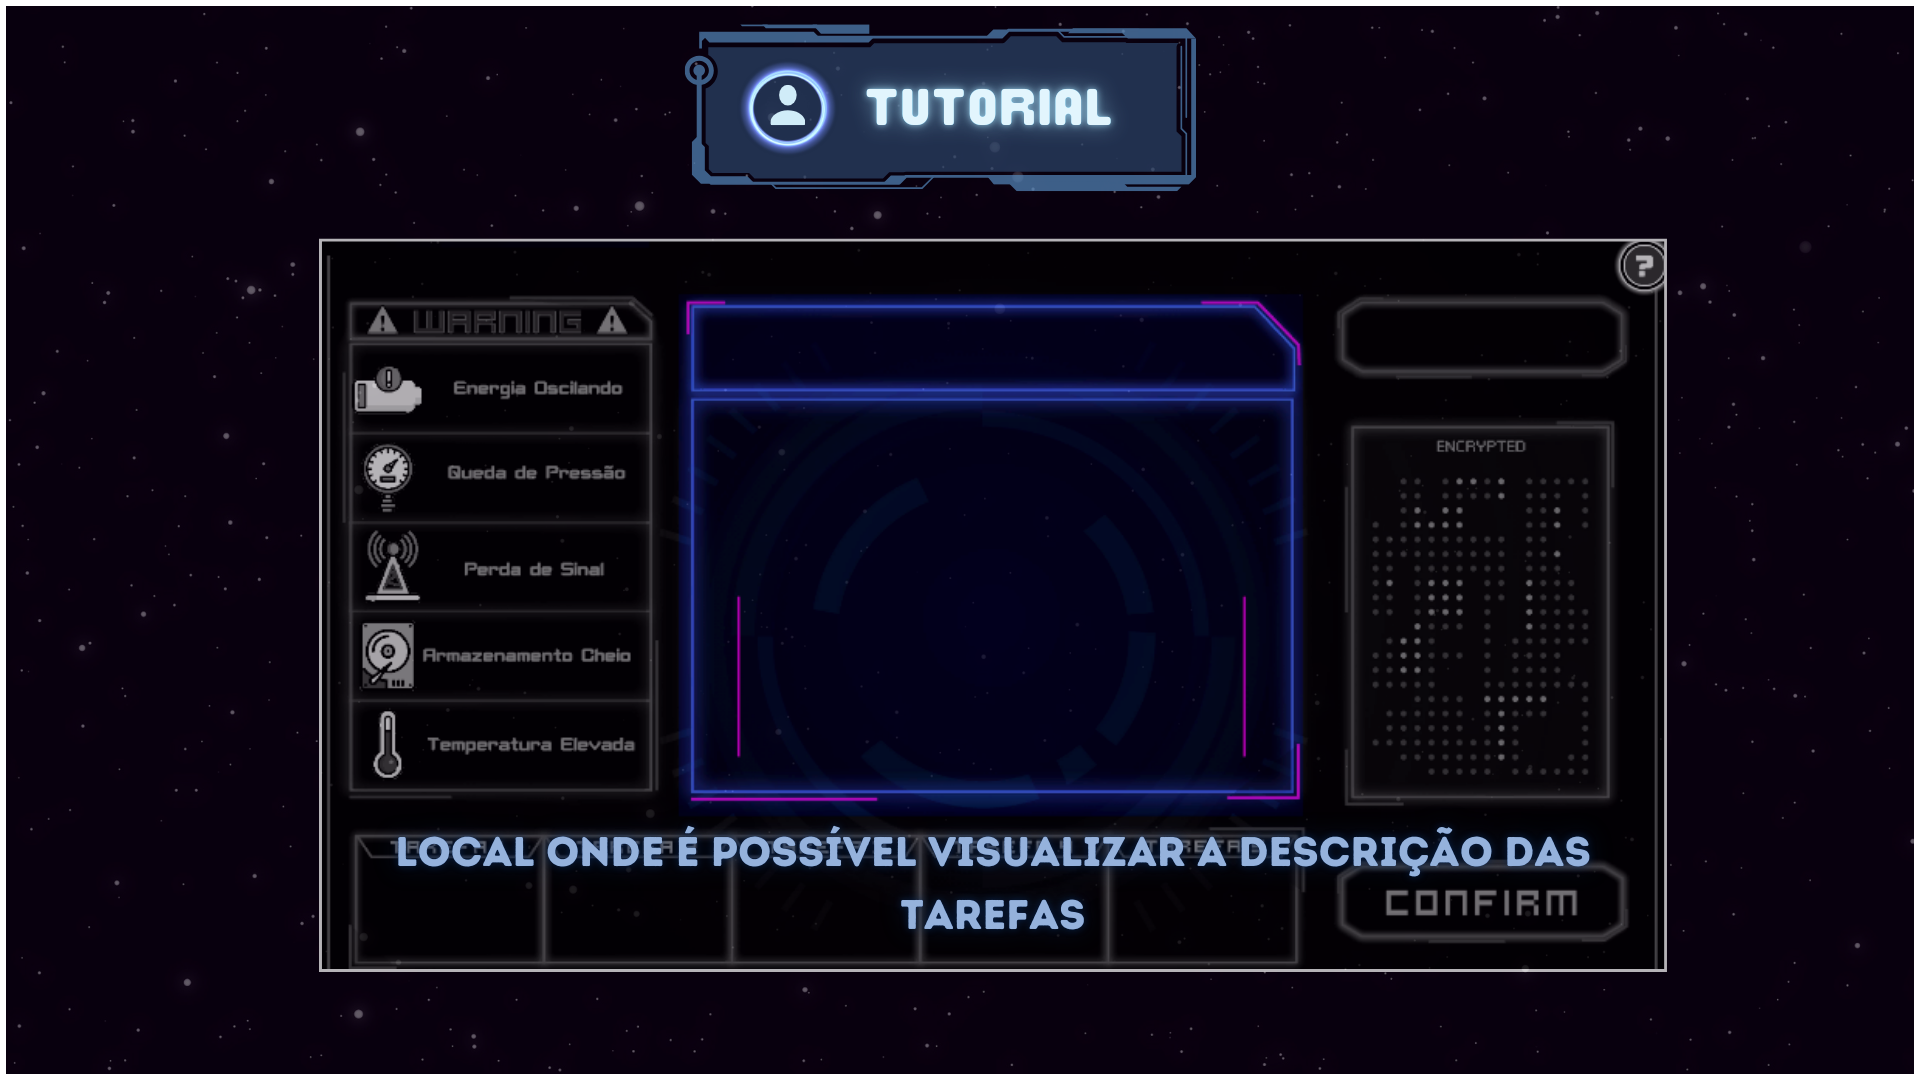 TUTORIAL
?
WARNING
Energia Oscilando
Queda de Pressão
Perda de Sinal
Armazenamento Cheio
Temperatura Elevada
ENCRYPTED
LOCAL ONDE É POSSÍVEL VISUALIZAR A DESCRIÇÃO DAS
TAREFAS
CONFIRM